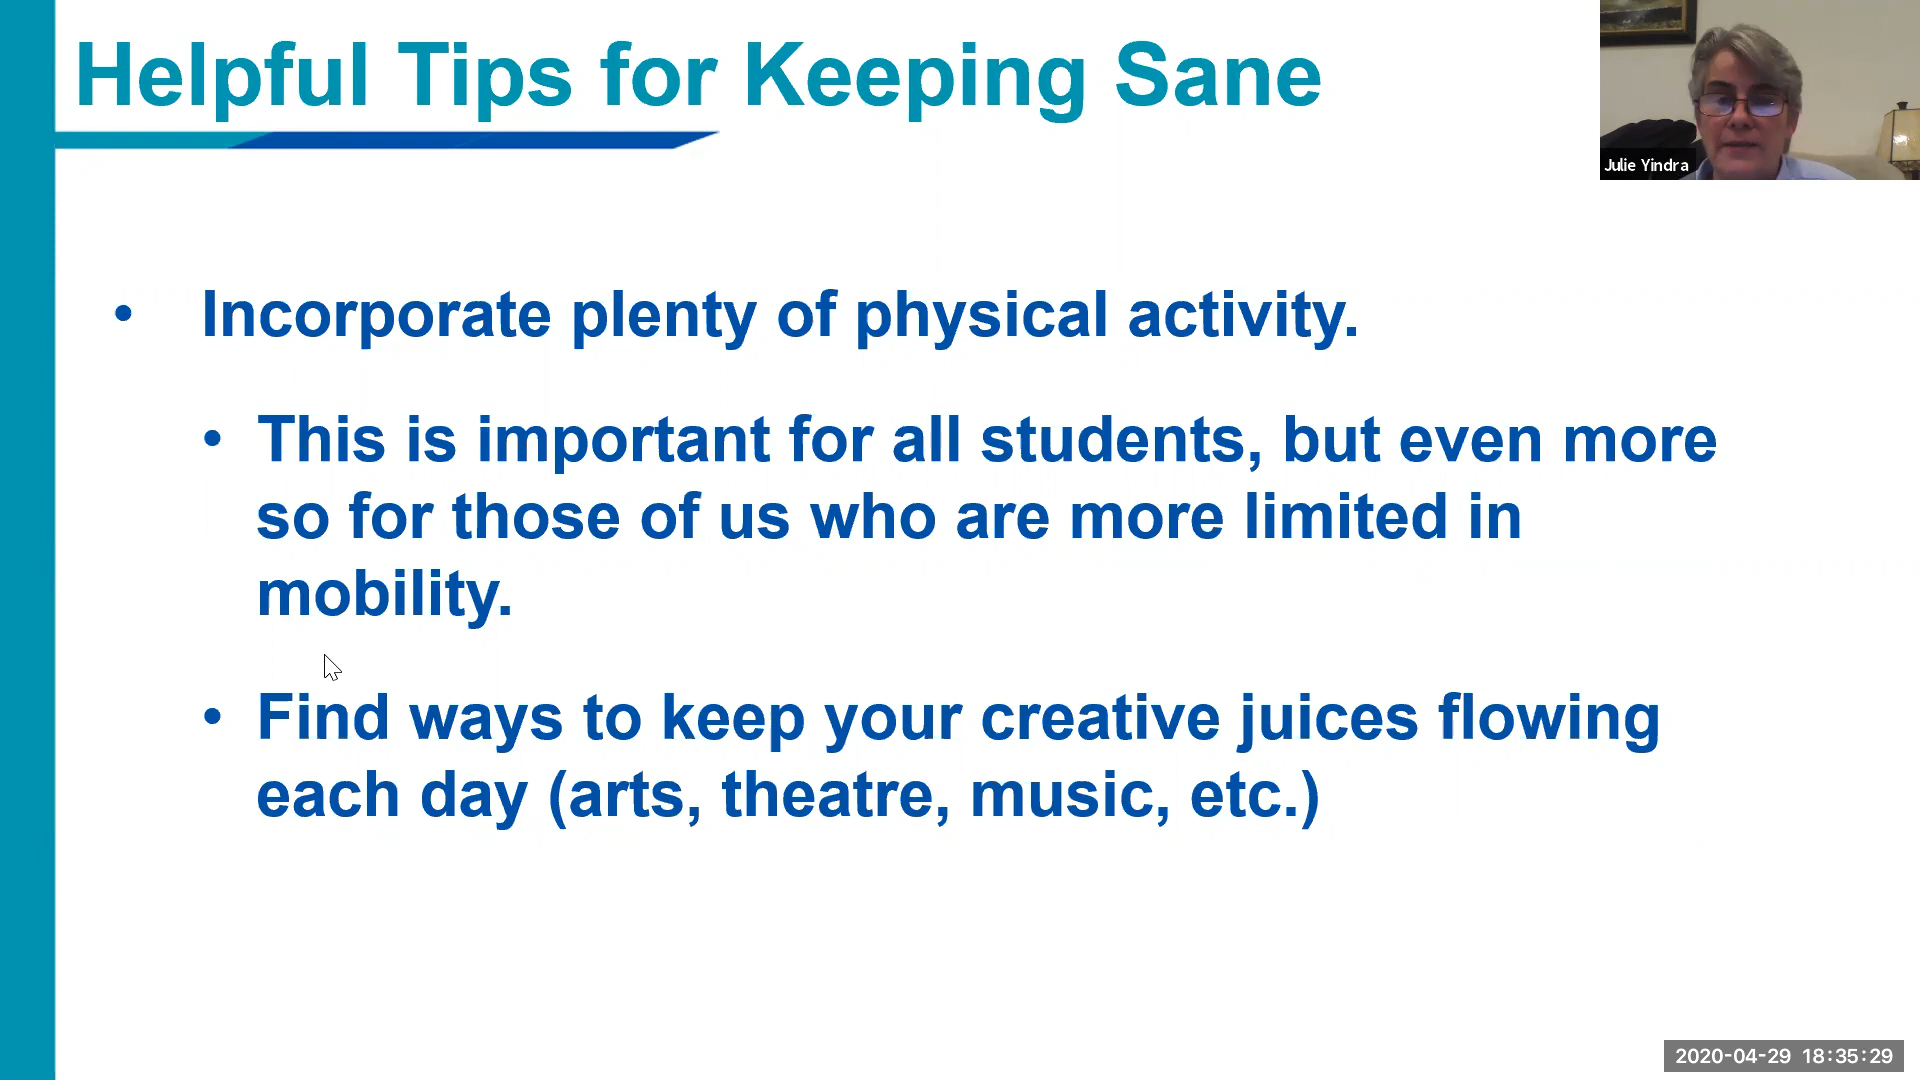 Helpful Tips for Keeping Sane
Julie Yindra
• Incorporate plenty of physical activity.
• This is important for all students, but even more
so for those of us who are more limited in
mobility.
• Find ways to keep your creative juices flowing
each day (arts, theatre, music, etc.)
2020-04-29 18:35:29